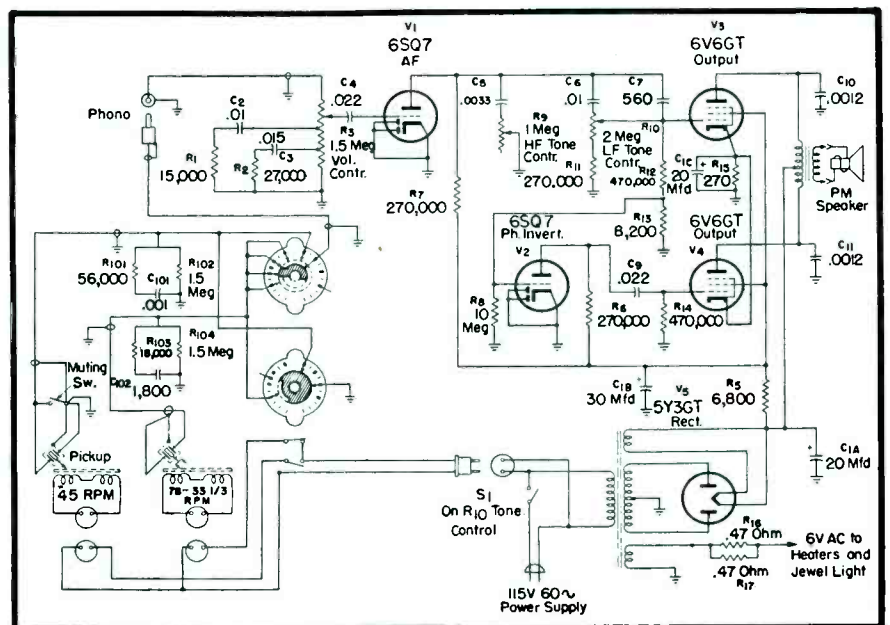 V1
6SQ7
AF
V3
6V6GT
Output
Phono
C2
.01
C4
.022
.015
C3
R3
1.5 Meg
Vol.
Contr.
R1
15,000
R2
27,000
C5
.0033
R9
1 Meg
HF Tone
Contr.
C6
.01
C7
560
R10
2 Meg
LF Tone
Contr.
R11
270,000
R12
470,000
C1C
20
Mfd
R15
270
C10
.0012
PM
Speaker
R7
270,000
6SQ7
Ph. Invert.
V2
R13
8,200
6V6GT
Output
V4
C9
.022
C11
.0012
R8
10
Meg
R6
270,000
R14
470,000
R101
56,000
C101
.001
R102
1.5
Meg
R103
18,000
R104
1.5 Meg
C102
1,800
Muting
Sw.
Pickup
45 RPM
78-33 1/3
RPM
C1B
30 Mfd
V5
5Y3GT
Rect.
R5
6,800
C1A
20 Mfd
S1
On R10 Tone
Control
115V 60~
Power Supply
R16
.47 Ohm
.47 Ohm
R17
6V AC to
Heaters and
Jewel Light